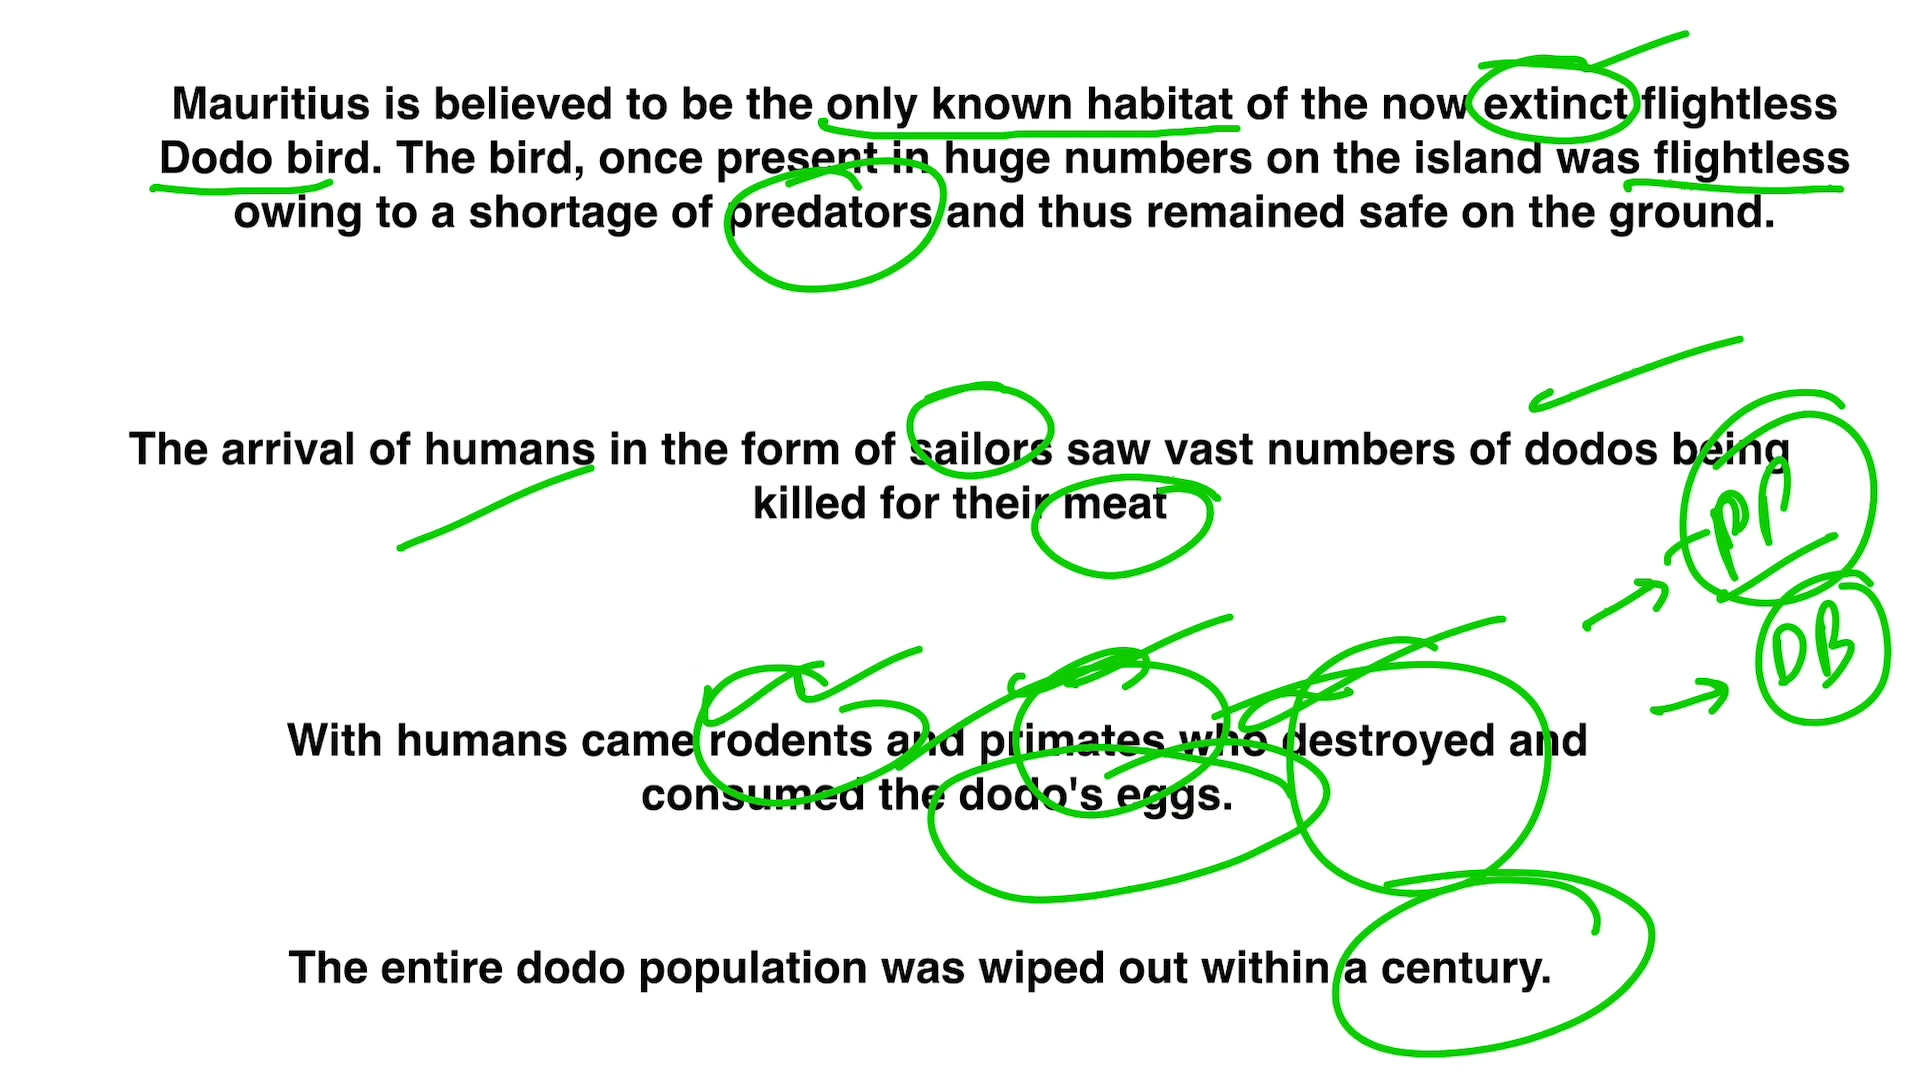 Mauritius is believed to be the only known habitat of the now extinct flightless
Dodo bird. The bird, once present in huge numbers on the island was flightless
owing to a shortage of predators and thus remained safe on the ground.
The arrival of humans in the form of sailors saw vast numbers of dodos being
killed for their meat
With humans came rodents and primates who destroyed and
consumed the dodo's eggs.
DB
The entire dodo population was wiped out within a century.